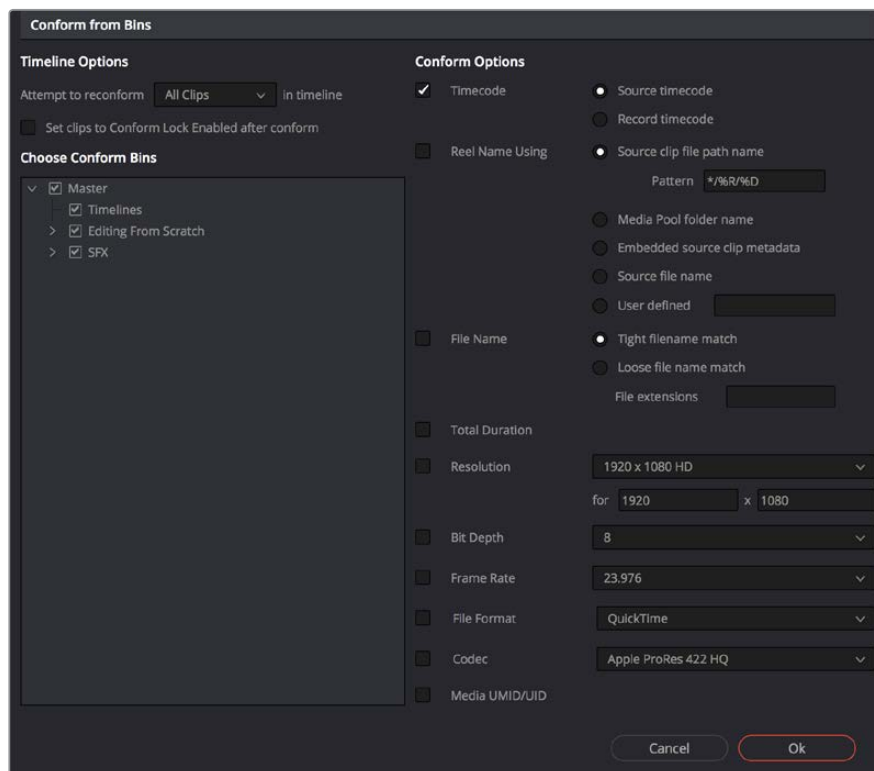 Conform from Bins
Timeline Options
Attempt to reconform All Clips in timeline
Set clips to Conform Lock Enabled after conform
Choose Conform Bins
Master
Timelines
Editing From Scratch
SFX
Conform Options
Timecode
Source timecode
Record timecode
Reel Name Using
Source clip file path name
Pattern */%R/%D
Media Pool folder name
Embedded source clip metadata
Source file name
User defined
File Name
Tight filename match
Loose file name match
File extensions
Total Duration
Resolution 1920 x 1080 HD
for 1920 x 1080
Bit Depth 8
Frame Rate 23.976
File Format QuickTime
Codec Apple ProRes 422 HQ
Media UMID/UID
Cancel Ok